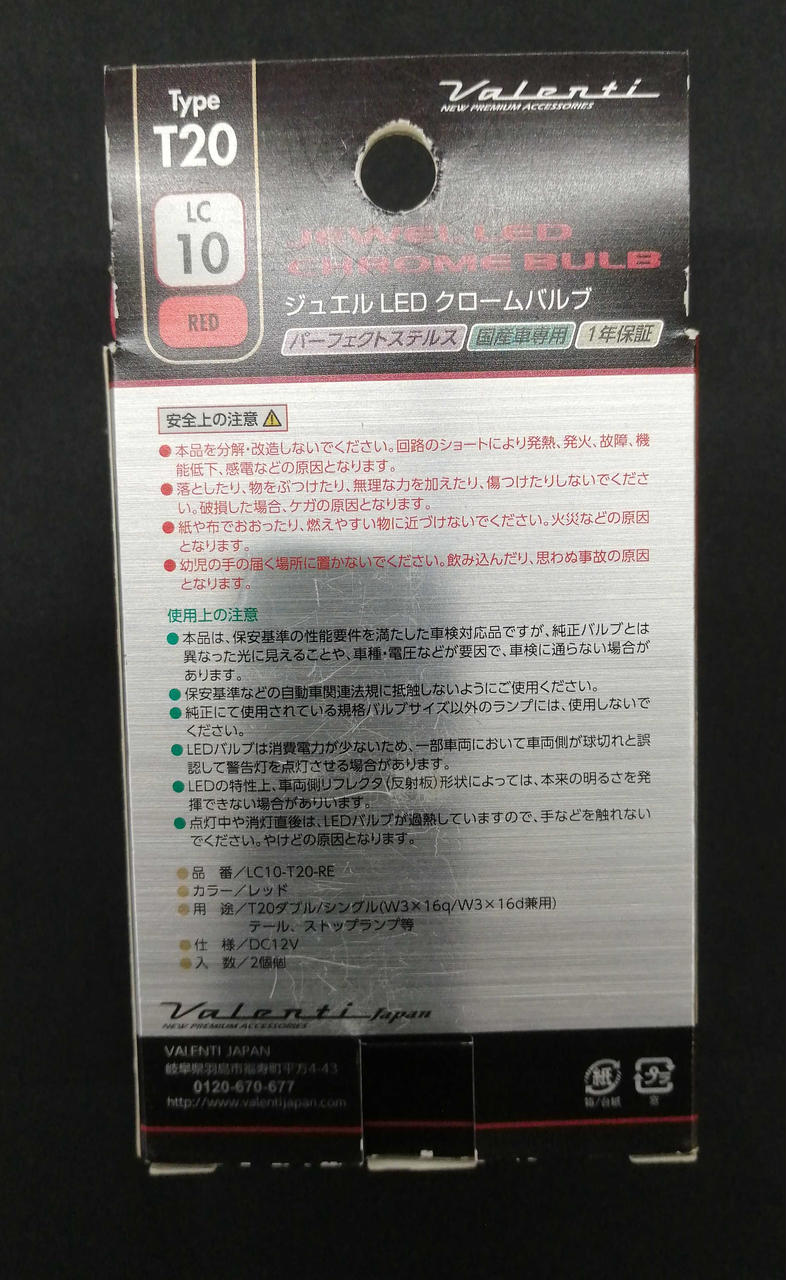 Type
T20
LC
10
RED
Valenti
NEW PREMIUM ACCESSORIES
JEWEL LED
CHROME BULB
ジュエル LED クロームバルブ
パーフェクトステルス 国産車専用 1年保証
安全上の注意
●本品を分解・改造しないでください。回路のショートにより発熱、発火、故障、機
能低下、感電などの原因となります。
●落としたり、物をぶつけたり、無理な力を加えたり、傷つけたりしないでくださ
い。破損した場合、ケガの原因となります。
●紙や布でおおったり、燃えやすい物に近づけないでください。火災などの原因
となります。
●幼児の手の届く場所に置かないでください。飲み込んだり、思わぬ事故の原因
となります。
使用上の注意
●本品は、保安基準の性能要件を満たした車検対応品ですが、純正バルブとは
異なった光に見えることや、車種・電圧などが要因で、車検に通らない場合が
あります。
●保安基準などの自動車関連法規に抵触しないようにご使用ください。
●純正にて使用されている規格バルブサイズ以外のランプには、使用しないで
ください。
●LEDバルブは消費電力が少ないため、一部車両において車両側が球切れと誤
認して警告灯を点灯させる場合があります。
●LEDの特性上、車両側リフレクタ(反射板)形状によっては、本来の明るさを発
揮できない場合がありいます。
●点灯中や消灯直後は、LEDバルブが過熱していますので、手などを触れない
でください。やけどの原因となります。
●品 番/LC10-T20-RE
●カラー/レッド
●用 途/T20ダブル/シングル(W3×16q/W3×16d兼用)
テール、ストップランプ等
●仕 様/DC12V
●入 数/2個個
Valenti Japan
NEW PREMIUM ACCESSORIES
VALENTI JAPAN
岐阜県羽島市福寿町平方4-43
0120-670-677
http://www.valentijapan.com
紙
箱/台紙
プラ
窓